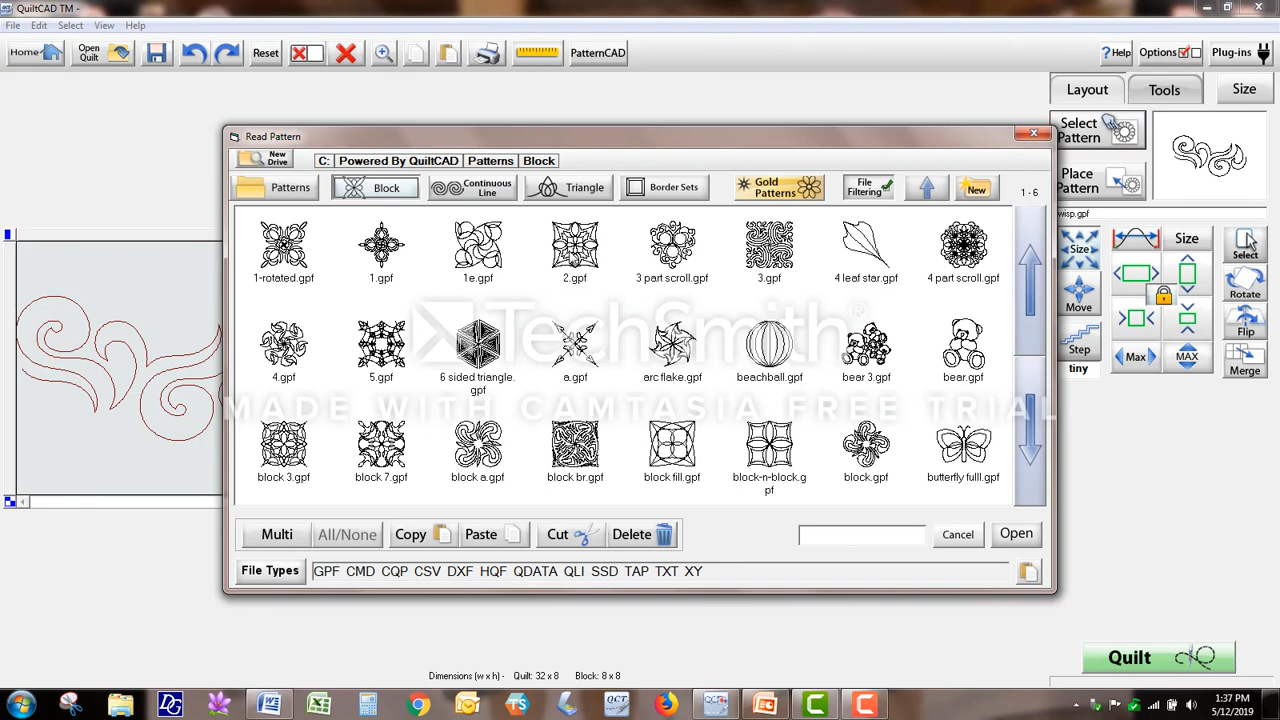 QuiltCAD TM -
File Edit Select View Help
Home Open Quilt Reset PatternCAD Help Options Plug-ins
Layout Tools Size
Select Pattern
Place Pattern
wisp.gpf
Size Size Select
Move Rotate
Step Flip
tiny Max MAX Merge
Read Pattern
New Drive C: Powered By QuiltCAD Patterns Block
Patterns Block Continuous Line Triangle Border Sets Gold Patterns File Filtering New 1 - 6
1-rotated.gpf 1.gpf 1e.gpf 2.gpf 3 part scroll.gpf 3.gpf 4 leaf star.gpf 4 part scroll.gpf
4.gpf 5.gpf 6 sided triangle.gpf a.gpf arc flake.gpf beachball.gpf bear 3.gpf bear.gpf
block 3.gpf block 7.gpf block a.gpf block br.gpf block fill.gpf block-n-block.gpf block.gpf butterfly fulll.gpf
TechSmith®
MADE WITH CAMTASIA FREE TRIAL
Multi All/None Copy Paste Cut Delete Cancel Open
File Types GPF CMD CQP CSV DXF HQF QDATA QLI SSD TAP TXT XY
Quilt
Dimensions (w x h) - Quilt: 32 x 8 Block: 8 x 8
1:37 PM
5/12/2019